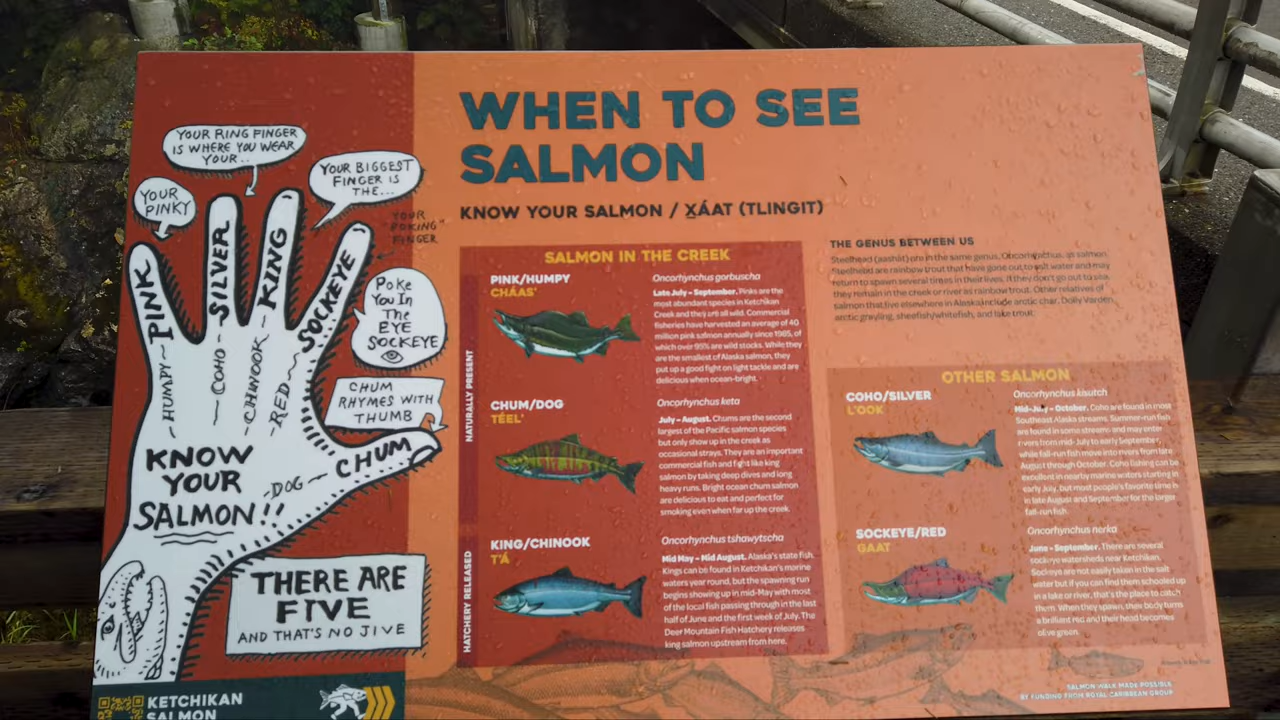 YOUR RING FINGER
IS WHERE YOU WEAR
YOUR...
YOUR
PINKY
YOUR BIGGEST
FINGER IS
THE...
"YOUR
"POKING"
FINGER
PINK
SILVER
KING
SOCKEYE
HUMPY
COHO
CHINOOK
RED
POKE
YOU IN
THE
EYE
SOCKEYE
CHUM
RHYMES WITH
THUMB
CHUM
DOG
KNOW
YOUR
SALMON!!
THERE ARE
FIVE
AND THAT'S NO JIVE
KETCHIKAN
SALMON
WHEN TO SEE
SALMON
KNOW YOUR SALMON / X̱ÁAT (TLINGIT)
SALMON IN THE CREEK
NATURALLY PRESENT
PINK/HUMPY
CHÁAS'
Oncorhynchus gorbuscha
Late July – September. Pinks are the
most abundant species in Ketchikan
Creek and they are all wild. Commercial
fisheries have harvested an average of 40
million pink salmon annually since 1985, of
which over 95% are wild stocks. While they
are the smallest of Alaska salmon, they
put up a good fight on light tackle and are
delicious when ocean-bright.
CHUM/DOG
TÉEL'
Oncorhynchus keta
July – August. Chums are the second
largest of the Pacific salmon species
but only show up in the creek as
occasional strays. They are an important
commercial fish and fight like king
salmon by taking deep dives and long
heavy runs. Bright ocean chum salmon
are delicious to eat and perfect for
smoking even when far up the creek.
HATCHERY RELEASED
KING/CHINOOK
T'Á
Oncorhynchus tshawytscha
Mid May – Mid August. Alaska's state fish,
Kings can be found in Ketchikan's marine
waters year round, but the spawning run
begins showing up in mid-May with most
of the local fish passing through in the last
half of June and the first week of July. The
Deer Mountain Fish Hatchery releases
king salmon upstream from here.
THE GENUS BETWEEN US
Steelhead (aashát) are in the same genus, Oncorhynchus, as salmon.
Steelhead are rainbow trout that have gone out to salt water and may
return to spawn several times in their lives. If they don't go out to sea,
they remain in the creek or river as rainbow trout. Other relatives of
salmon that live elsewhere in Alaska include arctic char, Dolly Varden,
arctic grayling, sheefish/whitefish, and lake trout.
OTHER SALMON
COHO/SILVER
L'OOK
Oncorhynchus kisutch
Mid-July – October. Coho are found in most
Southeast Alaska streams. Summer-run fish
are found in some streams and may enter
rivers from mid-July to early September,
while fall-run fish move into rivers from late
August through October. Coho fishing can be
excellent in nearby marine waters starting in
early July, but most people's favorite time is
in late August and September for the larger
fall-run fish.
SOCKEYE/RED
GAAT
Oncorhynchus nerka
June – September. There are several
sockeye watersheds near Ketchikan.
Sockeye are not easily taken in the salt
water but if you can find them schooled up
in a lake or river, that's the place to catch
them. When they spawn, their body turns
a brilliant red and their head becomes
olive green.
SALMON WALK MADE POSSIBLE
BY FUNDING FROM ROYAL CARIBBEAN GROUP